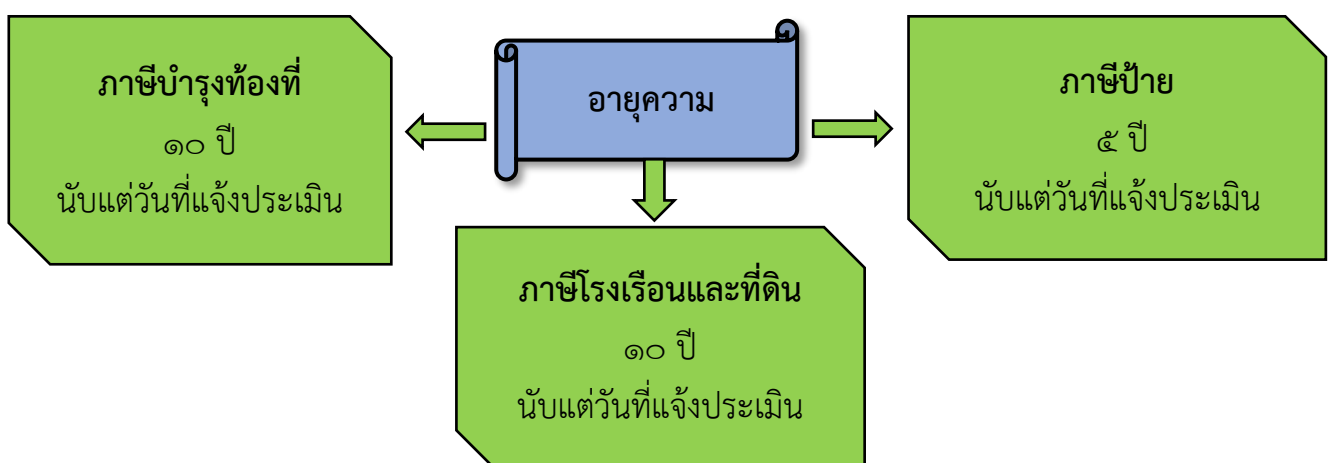 อายุความ
ภาษีบำรุงท้องที่
๑๐ ปี
นับแต่วันที่แจ้งประเมิน
ภาษีโรงเรือนและที่ดิน
๑๐ ปี
นับแต่วันที่แจ้งประเมิน
ภาษีป้าย
๕ ปี
นับแต่วันที่แจ้งประเมิน